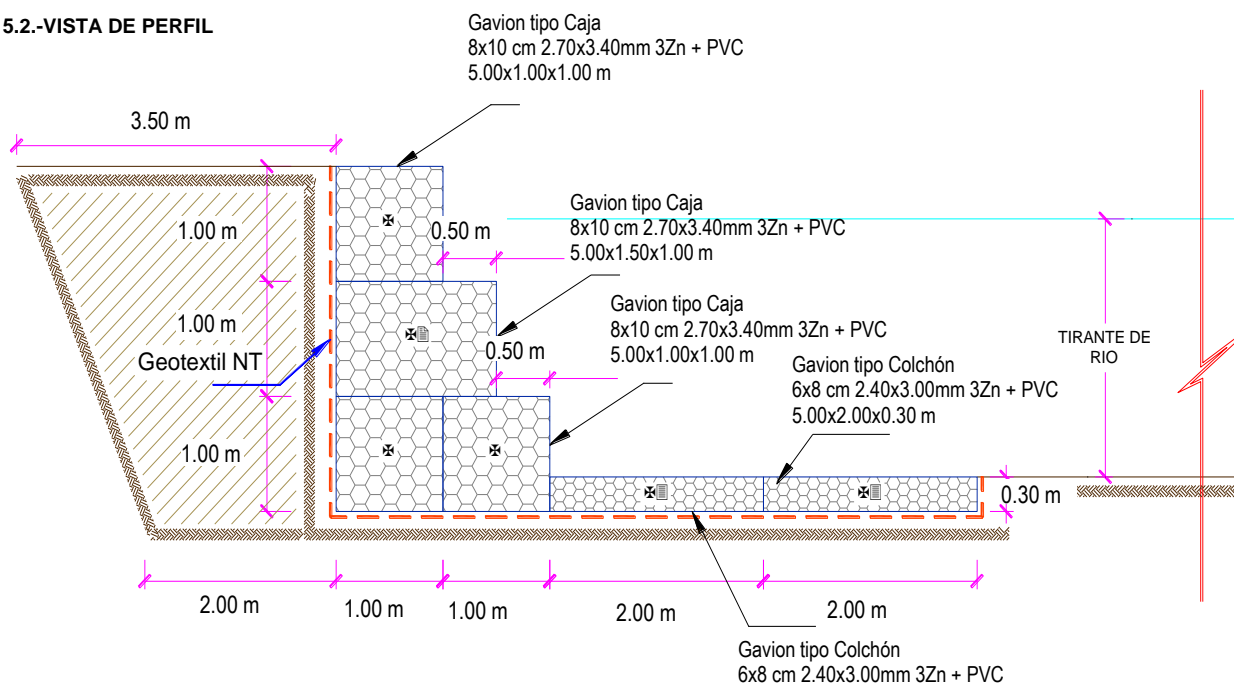 5.2.-VISTA DE PERFIL
Gavion tipo Caja
8x10 cm 2.70x3.40mm 3Zn + PVC
5.00x1.00x1.00 m
3.50 m
Gavion tipo Caja
8x10 cm 2.70x3.40mm 3Zn + PVC
5.00x1.50x1.00 m
1.00 m
0.50 m
Gavion tipo Caja
8x10 cm 2.70x3.40mm 3Zn + PVC
5.00x1.00x1.00 m
1.00 m
0.50 m
Geotextil NT
TIRANTE DE
RIO
Gavion tipo Colchón
6x8 cm 2.40x3.00mm 3Zn + PVC
5.00x2.00x0.30 m
1.00 m
0.30 m
2.00 m
1.00 m
1.00 m
2.00 m
2.00 m
Gavion tipo Colchón
6x8 cm 2.40x3.00mm 3Zn + PVC